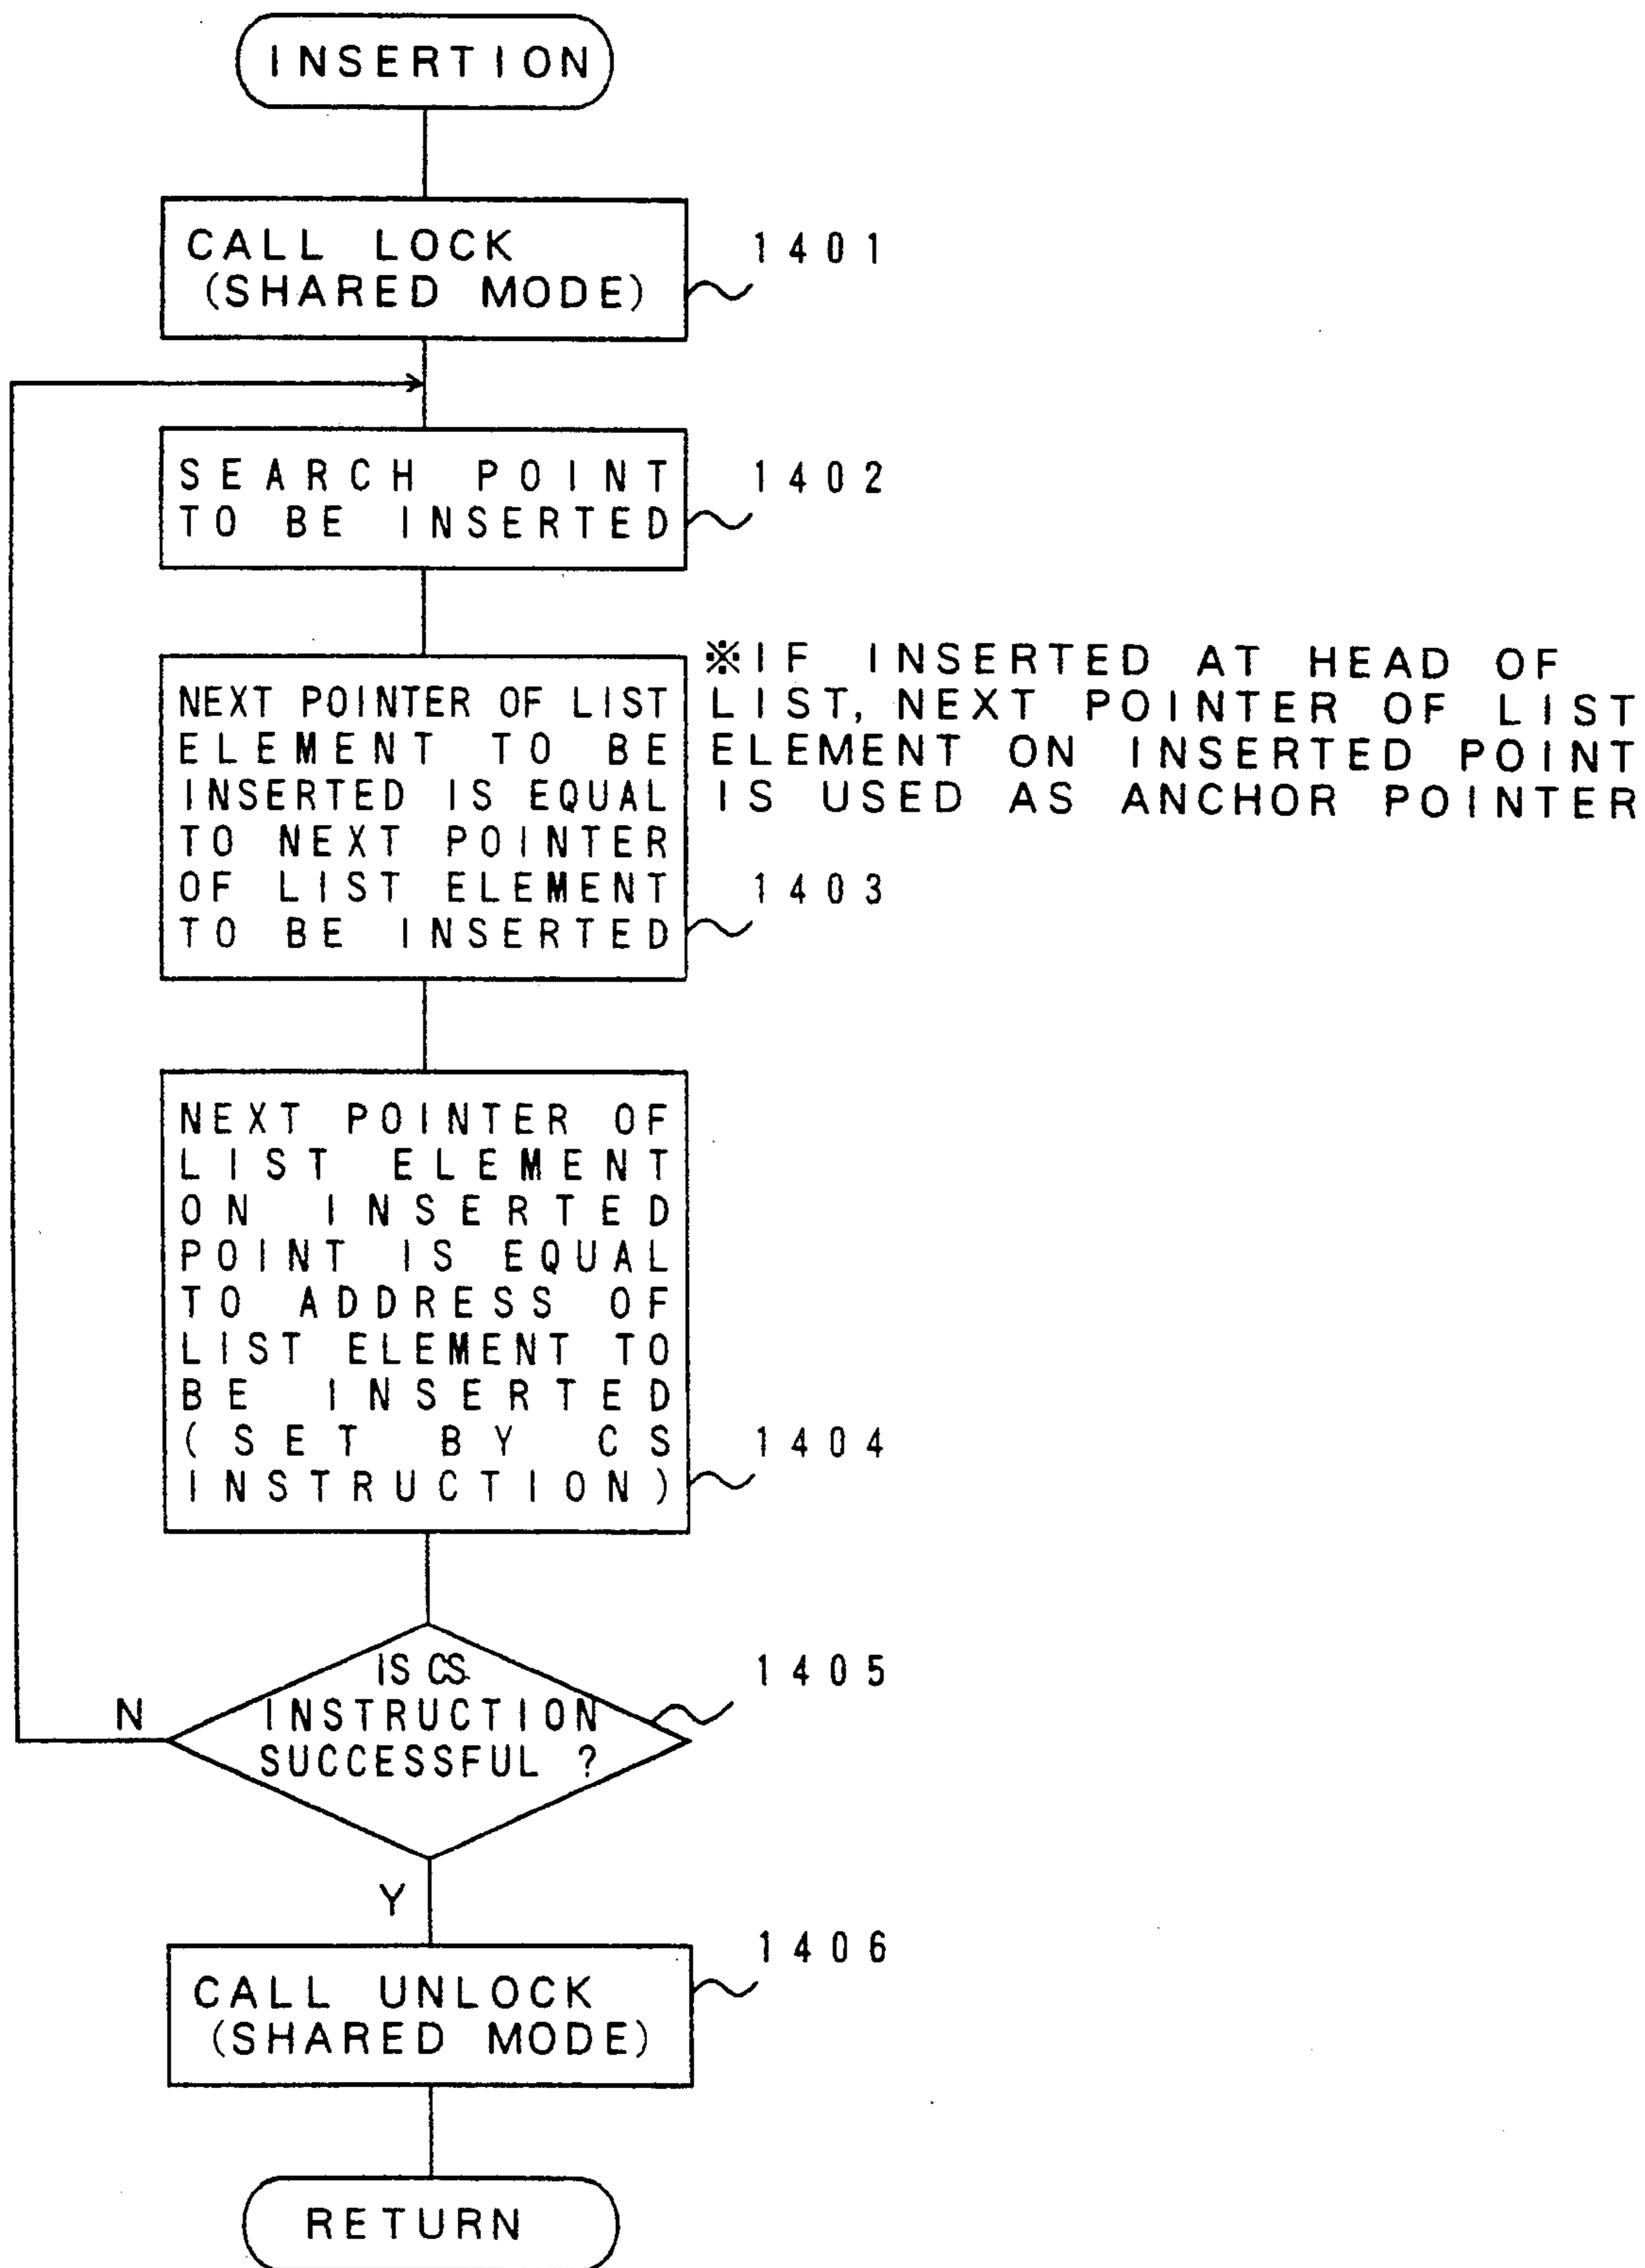 INSERTION
CALL LOCK
(SHARED MODE)
1401
SEARCH POINT
TO BE INSERTED
1402
NEXT POINTER OF LIST
ELEMENT TO BE
INSERTED IS EQUAL
TO NEXT POINTER
OF LIST ELEMENT
TO BE INSERTED
※IF INSERTED AT HEAD OF
LIST, NEXT POINTER OF LIST
ELEMENT ON INSERTED POINT
IS USED AS ANCHOR POINTER
1403
NEXT POINTER OF
LIST ELEMENT
ON INSERTED
POINT IS EQUAL
TO ADDRESS OF
LIST ELEMENT TO
BE INSERTED
(SET BY CS
INSTRUCTION)
1404
IS CS
INSTRUCTION
SUCCESSFUL ?
1405
N
Y
CALL UNLOCK
(SHARED MODE)
1406
RETURN